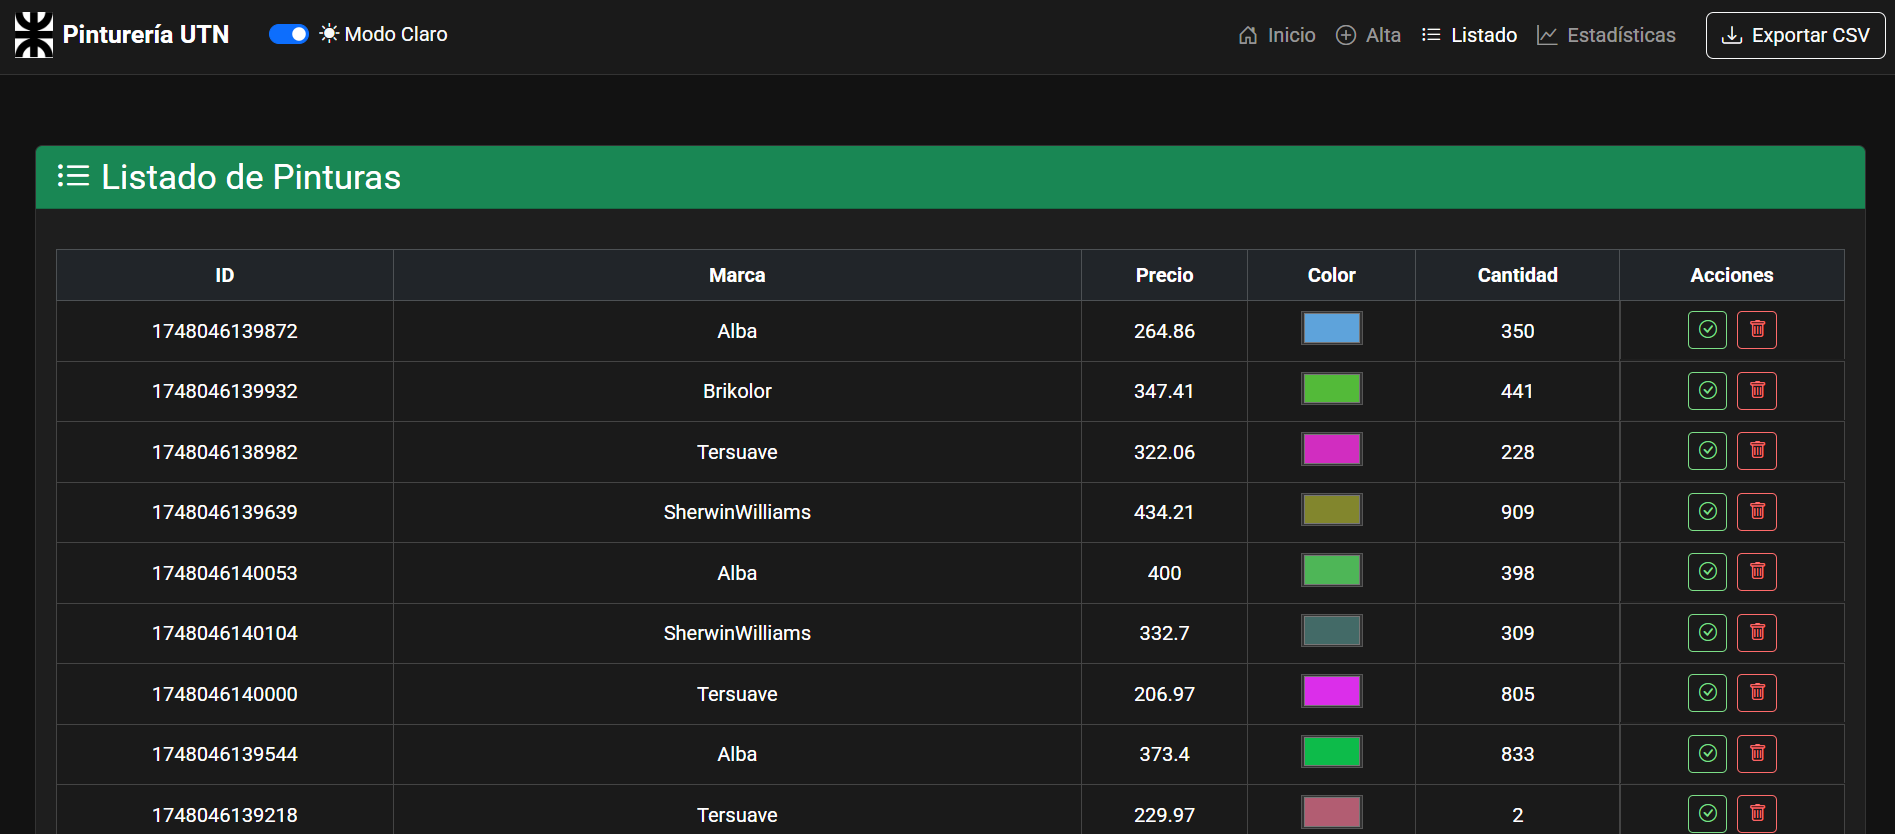 Pinturería UTN Modo Claro Inicio Alta Listado Estadísticas Exportar CSV
Listado de Pinturas
ID Marca Precio Color Cantidad Acciones
1748046139872 Alba 264.86 350
1748046139932 Brikolor 347.41 441
1748046138982 Tersuave 322.06 228
1748046139639 SherwinWilliams 434.21 909
1748046140053 Alba 400 398
1748046140104 SherwinWilliams 332.7 309
1748046140000 Tersuave 206.97 805
1748046139544 Alba 373.4 833
1748046139218 Tersuave 229.97 2